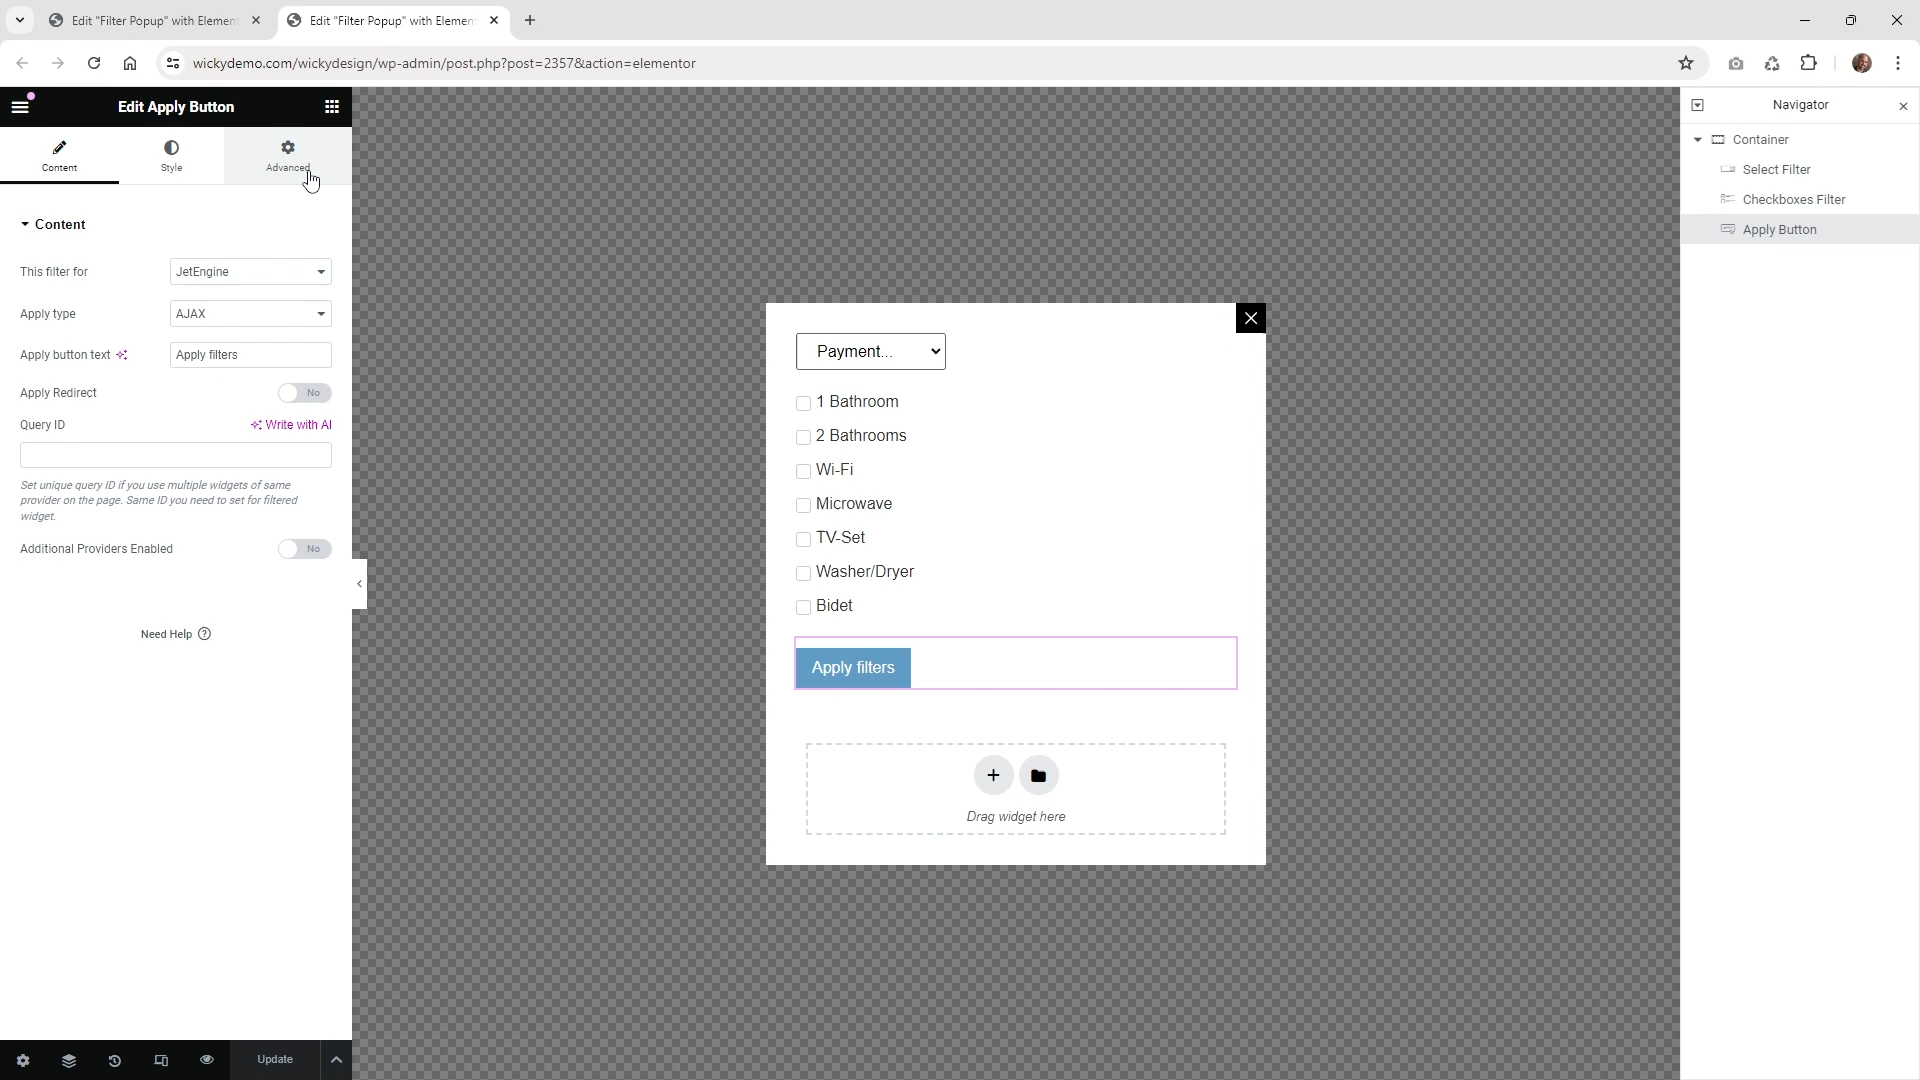 Edit "Filter Popup" with Elemen
Edit "Filter Popup" with Elemen
wickydemo.com/wickydesign/wp-admin/post.php?post=2357&action=elementor
Edit Apply Button
Content
Style
Advanced
Content
This filter for
JetEngine
Apply type
AJAX
Apply button text
Apply filters
Apply Redirect
No
Query ID
Write with AI
Set unique query ID if you use multiple widgets of same
provider on the page. Same ID you need to set for filtered
widget.
Additional Providers Enabled
No
Need Help
Update
Payment...
1 Bathroom
2 Bathrooms
Wi-Fi
Microwave
TV-Set
Washer/Dryer
Bidet
Apply filters
Drag widget here
Navigator
Container
Select Filter
Checkboxes Filter
Apply Button